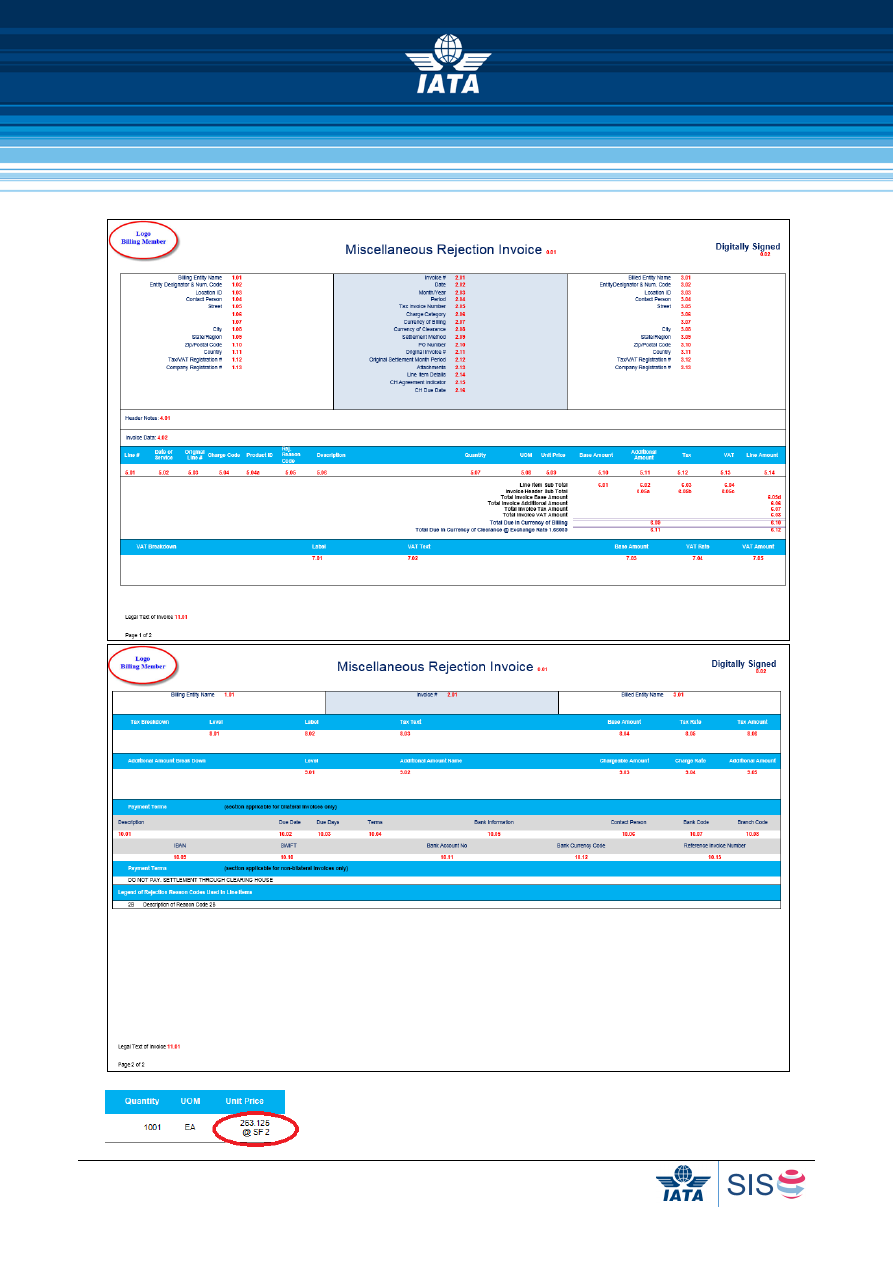 IATA
Logo
Billing Member
Miscellaneous Rejection Invoice 0.01
Digitally Signed
0.02
Billing Entity Name 1.01
Entity Designator & Num. Code 1.02
Location ID 1.03
Contact Person 1.04
Street 1.05
1.06
1.07
City 1.08
State/Region 1.09
Zip/Postal Code 1.10
Country 1.11
Tax/VAT Registration # 1.12
Company Registration # 1.13
Invoice # 2.01
Date 2.02
Month/Year 2.03
Period 2.04
Tax Invoice Number 2.05
Charge Category 2.06
Currency of Billing 2.07
Currency of Clearance 2.08
Settlement Method 2.09
PO Number 2.10
Original Invoice # 2.11
Original Settlement Month Period 2.12
Attachments 2.13
Line Item Details 2.14
CH Agreement Indicator 2.15
CH Due Date 2.16
Billed Entity Name 3.01
EntityDesignator & Num. Code 3.02
Location ID 3.03
Contact Person 3.04
Street 3.05
3.06
3.07
City 3.08
State/Region 3.09
Zip/Postal Code 3.10
Country 3.11
Tax/VAT Registration # 3.12
Company Registration # 3.13
Header Notes: 4.01
Invoice Data: 4.02
Line # Date of Service Original Line # Charge Code Product ID Rej. Reason Code Description Quantity UOM Unit Price Base Amount Additional Amount Tax VAT Line Amount
5.01 5.02 5.03 5.04 5.04a 5.05 5.06 5.07 5.08 5.09 5.10 5.11 5.12 5.13 5.14
Line Item Sub Total 6.01 6.02 6.03 6.04
Invoice Header Sub Total 6.05a 6.05b 6.05c
Total Invoice Base Amount 6.05d
Total Invoice Additional Amount 6.06
Total Invoice Tax Amount 6.07
Total Invoice VAT Amount 6.08
Total Due in Currency of Billing 6.09 6.10
Total Due in Currency of Clearance @ Exchange Rate 6.11 6.12
VAT Breakdown Label VAT Text Base Amount VAT Rate VAT Amount
7.01 7.02 7.03 7.04 7.05
Legal Text of Invoice 11.01
Page 1 of 2
Logo
Billing Member
Miscellaneous Rejection Invoice 0.01
Digitally Signed
0.02
Billing Entity Name 1.01 Invoice # 2.01 Billed Entity Name 3.01
Tax Breakdown Level Label Tax Text Base Amount Tax Rate Tax Amount
8.01 8.02 8.03 8.04 8.05 8.06
Additional Amount Break Down Level Additional Amount Name Chargeable Amount Charge Rate Additional Amount
9.01 9.02 9.03 9.04 9.05
Payment Terms (section applicable for bilateral invoices only)
Description Due Date Due Days Terms Bank Information Contact Person Bank Code Branch Code
10.01 10.02 10.03 10.04 10.05 10.06 10.07 10.08
IBAN SWIFT Bank Account No Bank Currency Code Reference Invoice Number
10.09 10.10 10.11 10.12 10.13
Payment Terms (section applicable for non-bilateral invoices only)
DO NOT PAY. SETTLEMENT THROUGH CLEARING HOUSE
Legend of Rejection Reason Codes Used in Line Items
2B Description of Reason Code 2B
Legal Text of Invoice 11.01
Page 2 of 2
Quantity UOM Unit Price
1001 EA 253.125
@ SF 2
IATA SIS